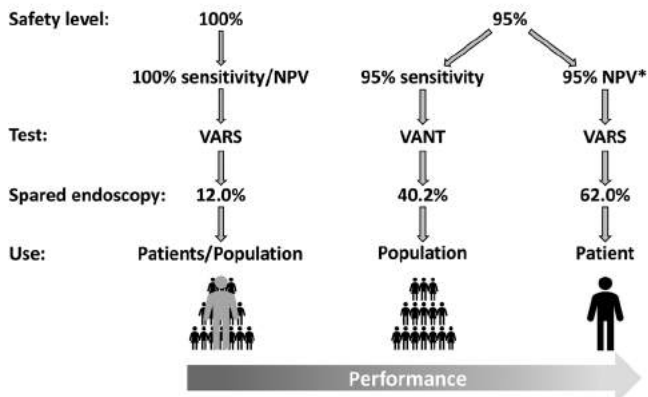 Safety level: 100% 95%
100% sensitivity/NPV 95% sensitivity 95% NPV*
Test: VARS VANT VARS
Spared endoscopy: 12.0% 40.2% 62.0%
Use: Patients/Population Population Patient
Performance